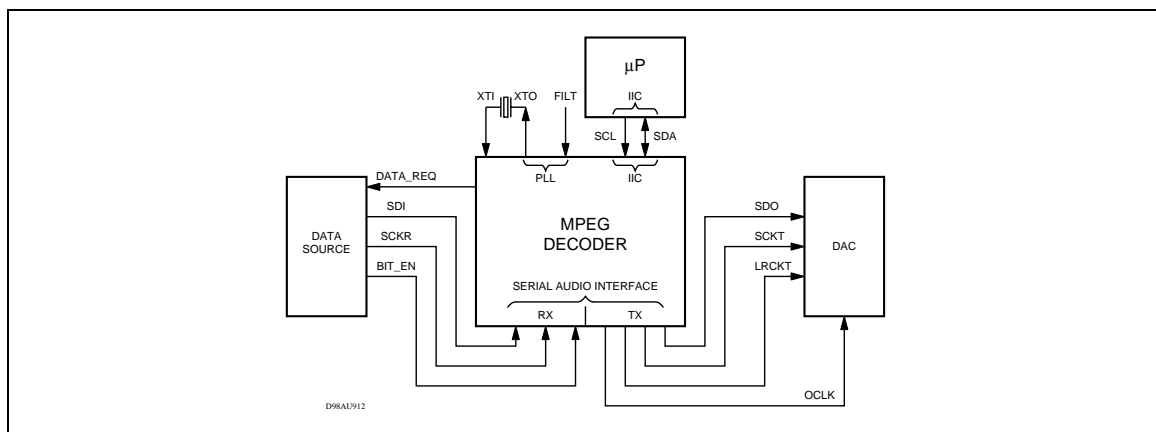 µP
XTI
XTO
FILT
IIC
SCL
SDA
PLL
IIC
DATA_REQ
SDI
SDO
MPEG
DECODER
DATA
SOURCE
SCKR
SCKT
DAC
BIT_EN
LRCKT
SERIAL AUDIO INTERFACE
RX
TX
OCLK
D98AU912